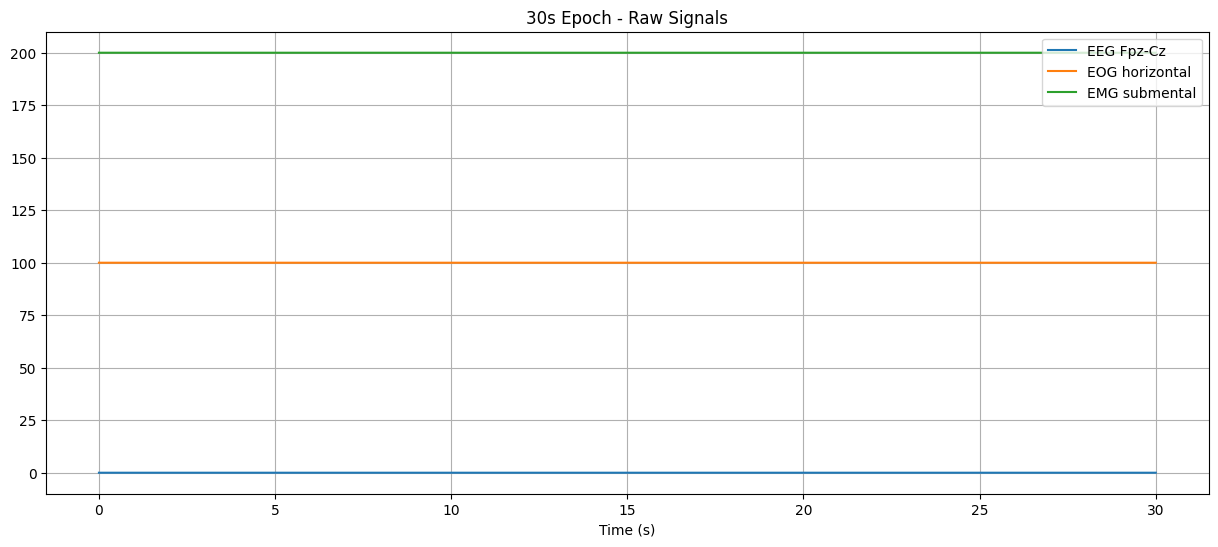 30s Epoch - Raw Signals
200
175
150
125
100
75
50
25
0
EEG Fpz-Cz
EOG horizontal
EMG submental
0 5 10 15 20 25 30
Time (s)